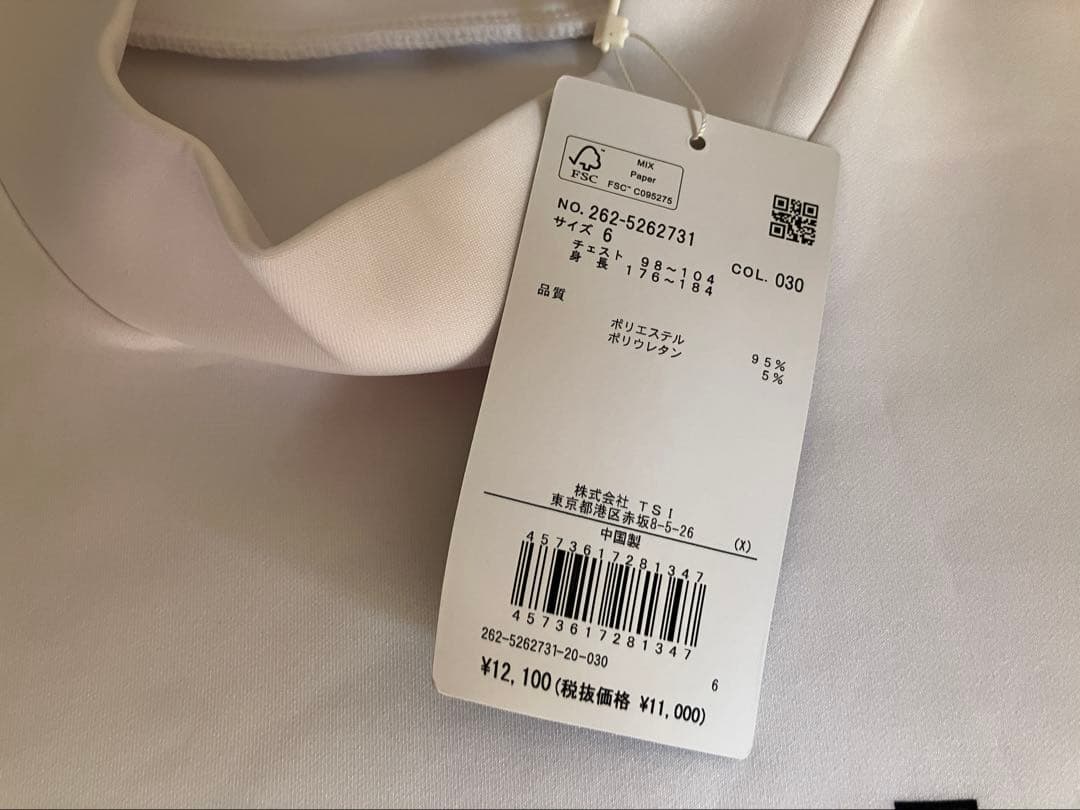 FSC™
MIX
Paper
FSC™ C095275
NO. 262-5262731
サイズ 6
COL. 030
チェスト 98〜104
身長 176〜184
品質
ポリエステル 95%
ポリウレタン 5%
株式会社 TSI
東京都港区赤坂8-5-26 (X)
中国製
4573617281347
4573617281347
262-5262731-20-030
6
¥12,100(税抜価格 ¥11,000)